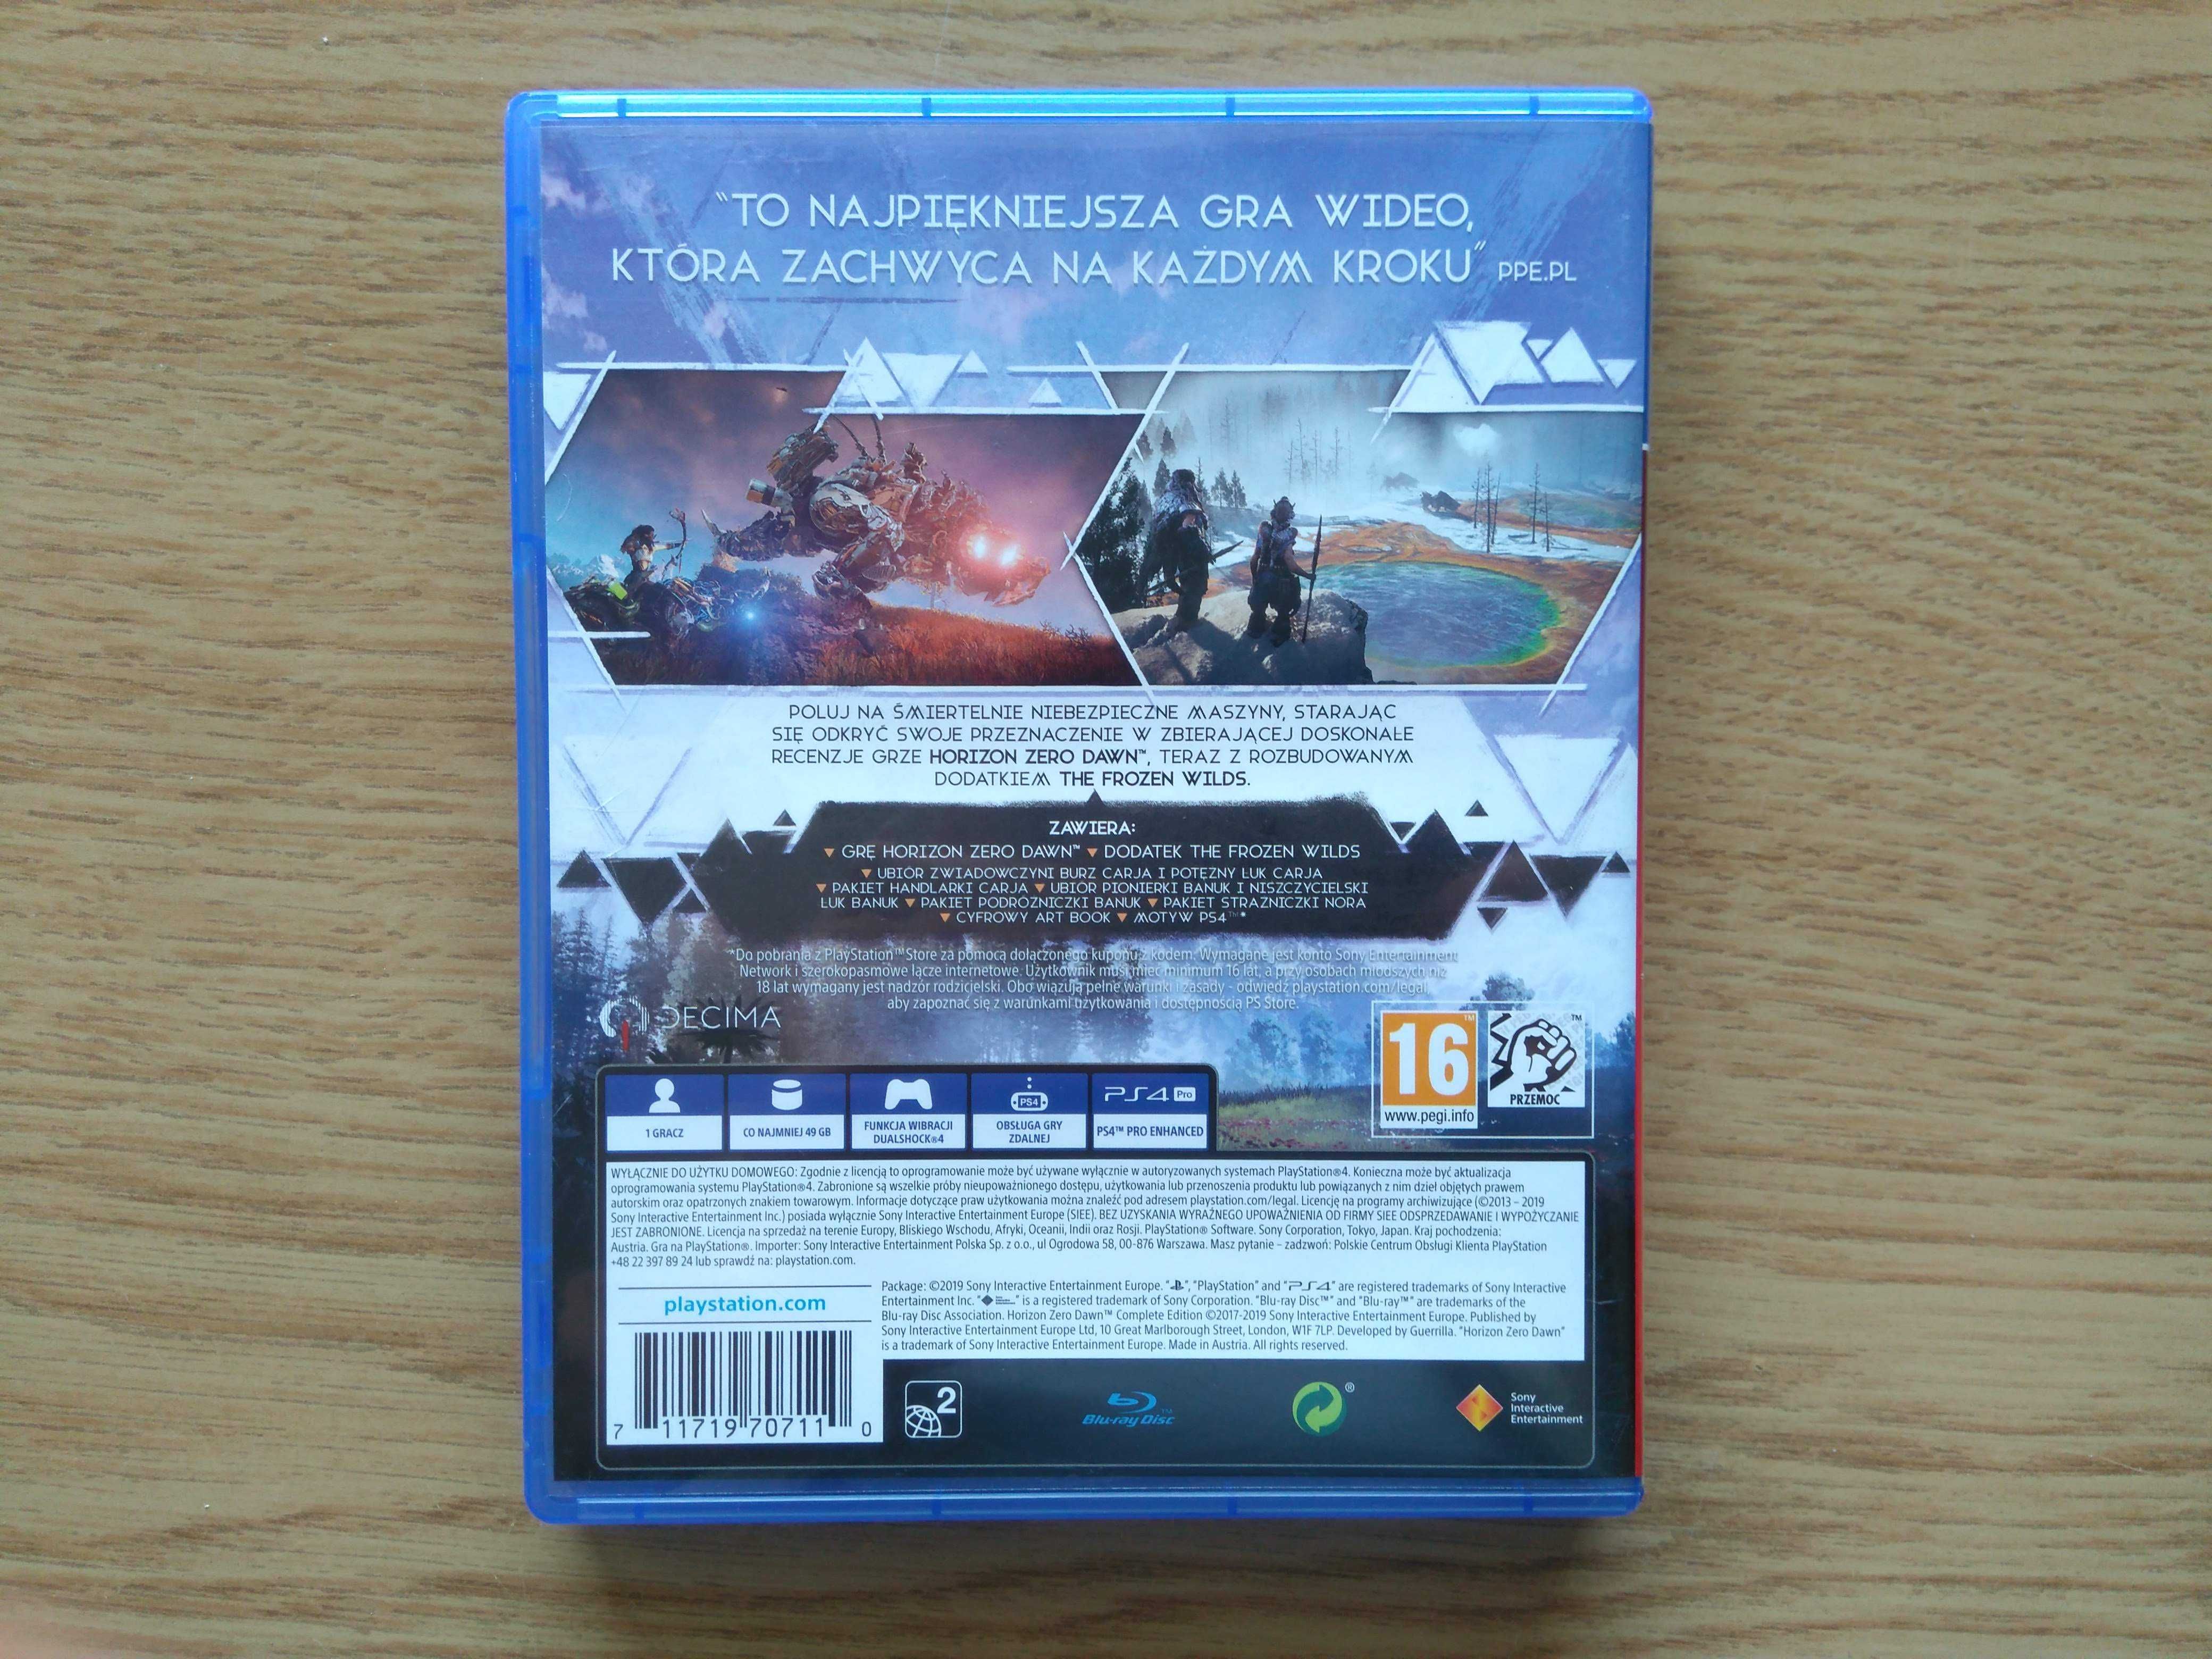 "TO NAJPIĘKNIEJSZA GRA WIDEO,
KTÓRA ZACHWYCA NA KAŻDYM KROKU" PPE.PL
POLUJ NA ŚMIERTELNIE NIEBEZPIECZNE MASZYNY, STARAJĄC
SIĘ ODKRYĆ SWOJE PRZEZNACZENIE W ZBIERAJĄCEJ DOSKONAŁE
RECENZJE GRZE HORIZON ZERO DAWN™, TERAZ Z ROZBUDOWANYM
DODATKIEM THE FROZEN WILDS.
ZAWIERA:
▼ GRĘ HORIZON ZERO DAWN™ ▼ DODATEK THE FROZEN WILDS
▼ UBIÓR ZWIADOWCZYNI BURZ CARJA I POTĘŻNY ŁUK CARJA
▼ PAKIET HANDLARKI CARJA ▼ UBIÓR PIONIERKI BANUK I NISZCZYCIELSKI
ŁUK BANUK ▼ PAKIET PODRÓŻNICZKI BANUK ▼ PAKIET STRAŻNICZKI NORA
▼ CYFROWY ART BOOK ▼ MOTYW PS4™*
*Do pobrania z PlayStation™Store za pomocą dołączonego kuponu z kodem. Wymagane jest konto Sony Entertainment
Network i szerokopasmowe łącze internetowe. Użytkownik musi mieć minimum 16 lat, a przy osobach młodszych niż
18 lat wymagany jest nadzór rodzicielski. Obowiązują pełne warunki i zasady - odwiedź playstation.com/legal,
aby zapoznać się z warunkami użytkowania i dostępnością PS Store.
DECIMA
16
www.pegi.info
PRZEMOC
PS4
PS4 Pro
1 GRACZ
CO NAJMNIEJ 49 GB
FUNKCJA WIBRACJI
DUALSHOCK®4
OBSŁUGA GRY
ZDALNEJ
PS4™ PRO ENHANCED
WYŁĄCZNIE DO UŻYTKU DOMOWEGO: Zgodnie z licencją to oprogramowanie może być używane wyłącznie w autoryzowanych systemach PlayStation®4. Konieczna może być aktualizacja
oprogramowania systemu PlayStation®4. Zabronione są wszelkie próby nieupoważnionego dostępu, użytkowania lub przenoszenia produktu lub powiązanych z nim dzieł objętych prawem
autorskim oraz opatrzonych znakiem towarowym. Informacje dotyczące praw użytkowania można znaleźć pod adresem playstation.com/legal. Licencję na programy archiwizujące (©2013 – 2019
Sony Interactive Entertainment Inc.) posiada wyłącznie Sony Interactive Entertainment Europe (SIEE). BEZ UZYSKANIA WYRAŹNEGO UPOWAŻNIENIA OD FIRMY SIEE ODSPRZEDAWANIE I WYPOŻYCZANIE
JEST ZABRONIONE. Licencja na sprzedaż na terenie Europy, Bliskiego Wschodu, Afryki, Oceanii, Indii oraz Rosji. PlayStation® Software. Sony Corporation, Tokyo, Japan. Kraj pochodzenia:
Austria. Gra na PlayStation®. Importer: Sony Interactive Entertainment Polska Sp. z o.o., ul Ogrodowa 58, 00-876 Warszawa. Masz pytanie – zadzwoń: Polskie Centrum Obsługi Klienta PlayStation
+48 22 397 89 24 lub sprawdź na: playstation.com.
playstation.com
Package: ©2019 Sony Interactive Entertainment Europe. "", "PlayStation" and "PS4" are registered trademarks of Sony Interactive
Entertainment Inc. "" is a registered trademark of Sony Corporation. "Blu-ray Disc™" and "Blu-ray™" are trademarks of the
Blu-ray Disc Association. Horizon Zero Dawn™ Complete Edition ©2017-2019 Sony Interactive Entertainment Europe. Published by
Sony Interactive Entertainment Europe Ltd, 10 Great Marlborough Street, London, W1F 7LP. Developed by Guerrilla. "Horizon Zero Dawn"
is a trademark of Sony Interactive Entertainment Europe. Made in Austria. All rights reserved.
7 11719 70711 0
2
Blu-ray Disc™
®
Sony
Interactive
Entertainment